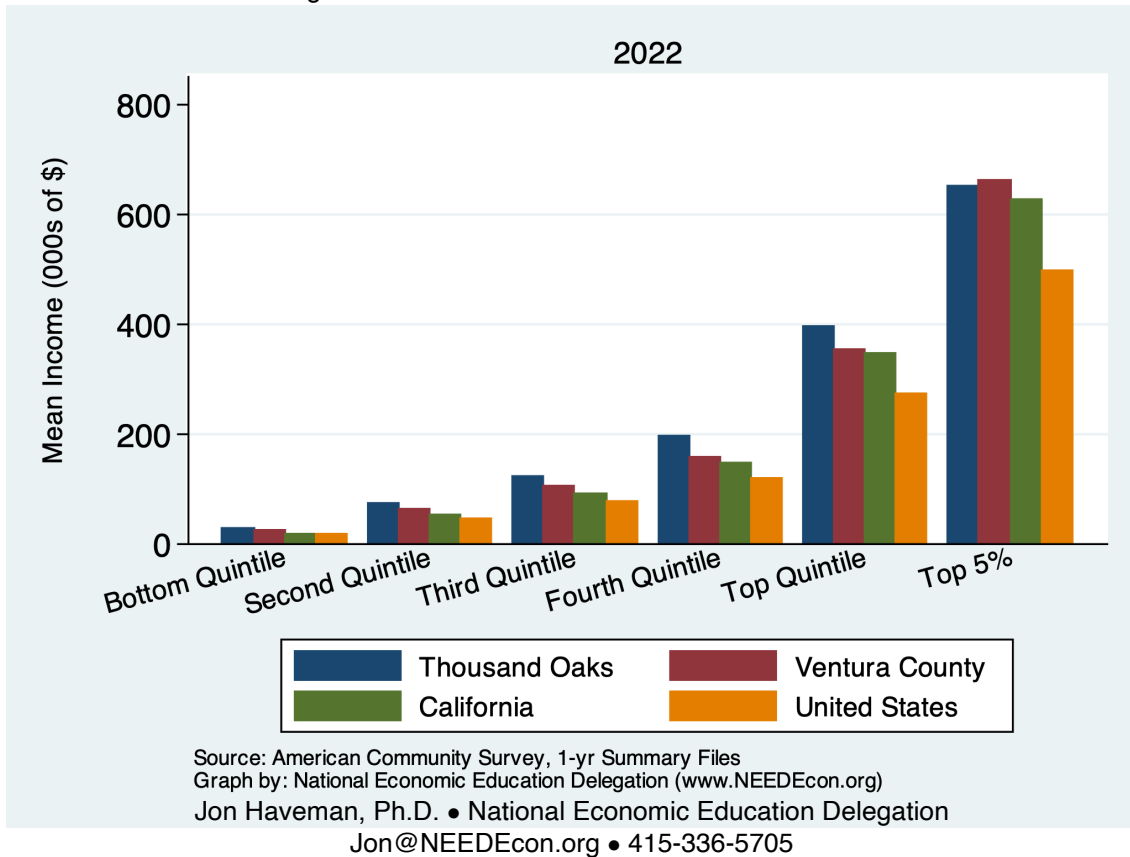 2022
Mean Income (000s of $)
800
600
400
200
0
Bottom Quintile
Second Quintile
Third Quintile
Fourth Quintile
Top Quintile
Top 5%
Thousand Oaks
Ventura County
California
United States
Source: American Community Survey, 1-yr Summary Files
Graph by: National Economic Education Delegation (www.NEEDEcon.org)
Jon Haveman, Ph.D. ● National Economic Education Delegation
Jon@NEEDEcon.org ● 415-336-5705